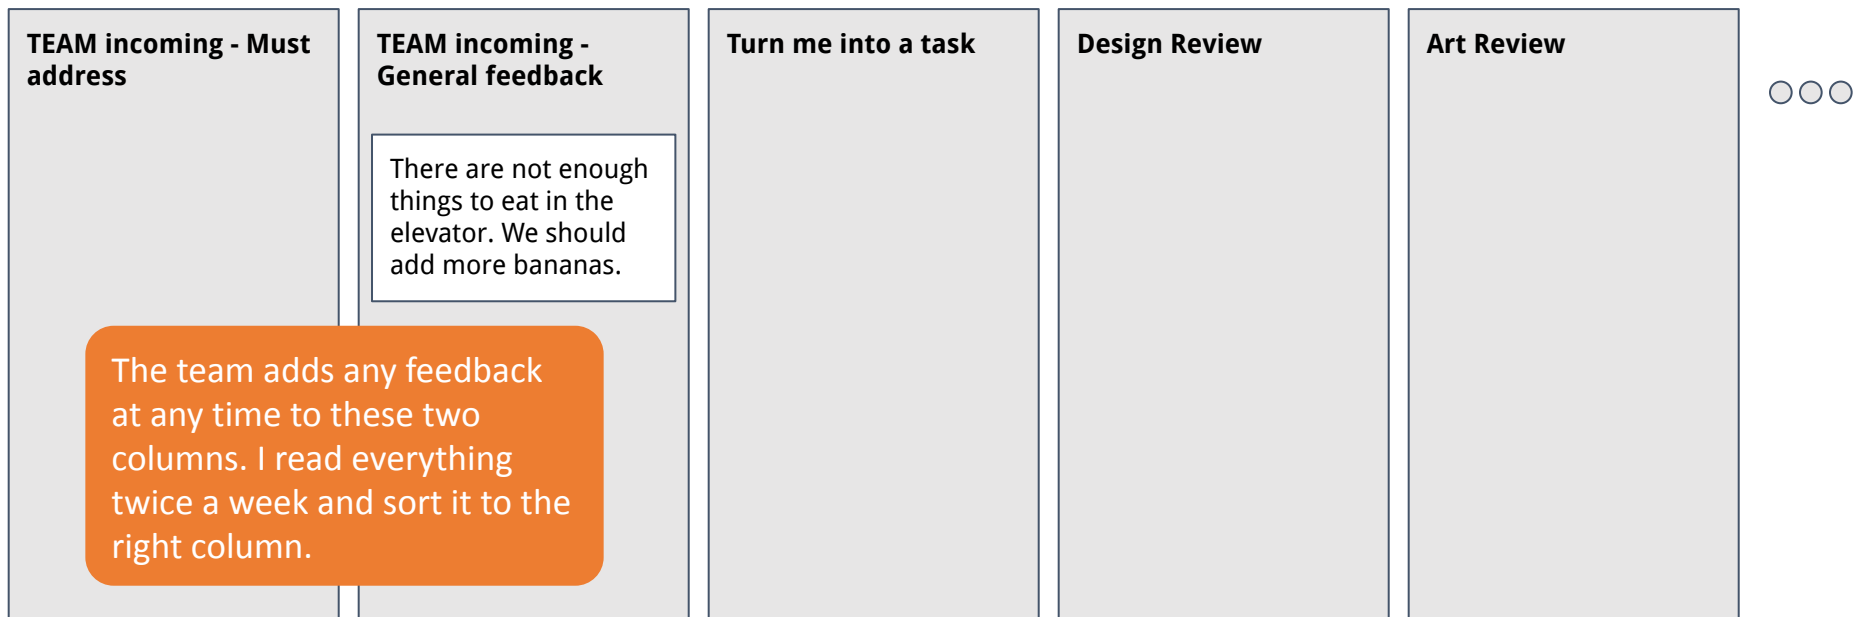 TEAM incoming - Must
address
TEAM incoming -
General feedback
Turn me into a task
Design Review
Art Review
There are not enough
things to eat in the
elevator. We should
add more bananas.
The team adds any feedback
at any time to these two
columns. I read everything
twice a week and sort it to the
right column.